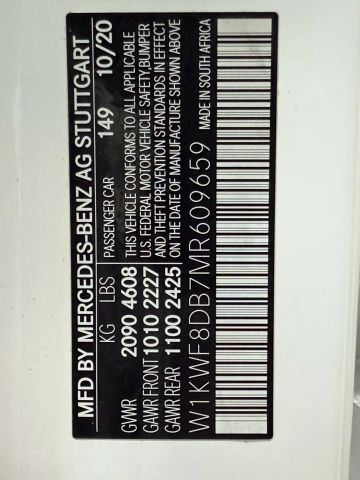 MFD BY MERCEDES-BENZ AG STUTTGART
KG LBS PASSENGER CAR 149 10/20
GVWR 2090 4608 THIS VEHICLE CONFORMS TO ALL APPLICABLE
GAWR FRONT 1010 2227 U.S. FEDERAL MOTOR VEHICLE SAFETY,BUMPER
GAWR REAR 1100 2425 AND THEFT PREVENTION STANDARDS IN EFFECT
ON THE DATE OF MANUFACTURE SHOWN ABOVE
W1KWF8DB7MR609659 MADE IN SOUTH AFRICA